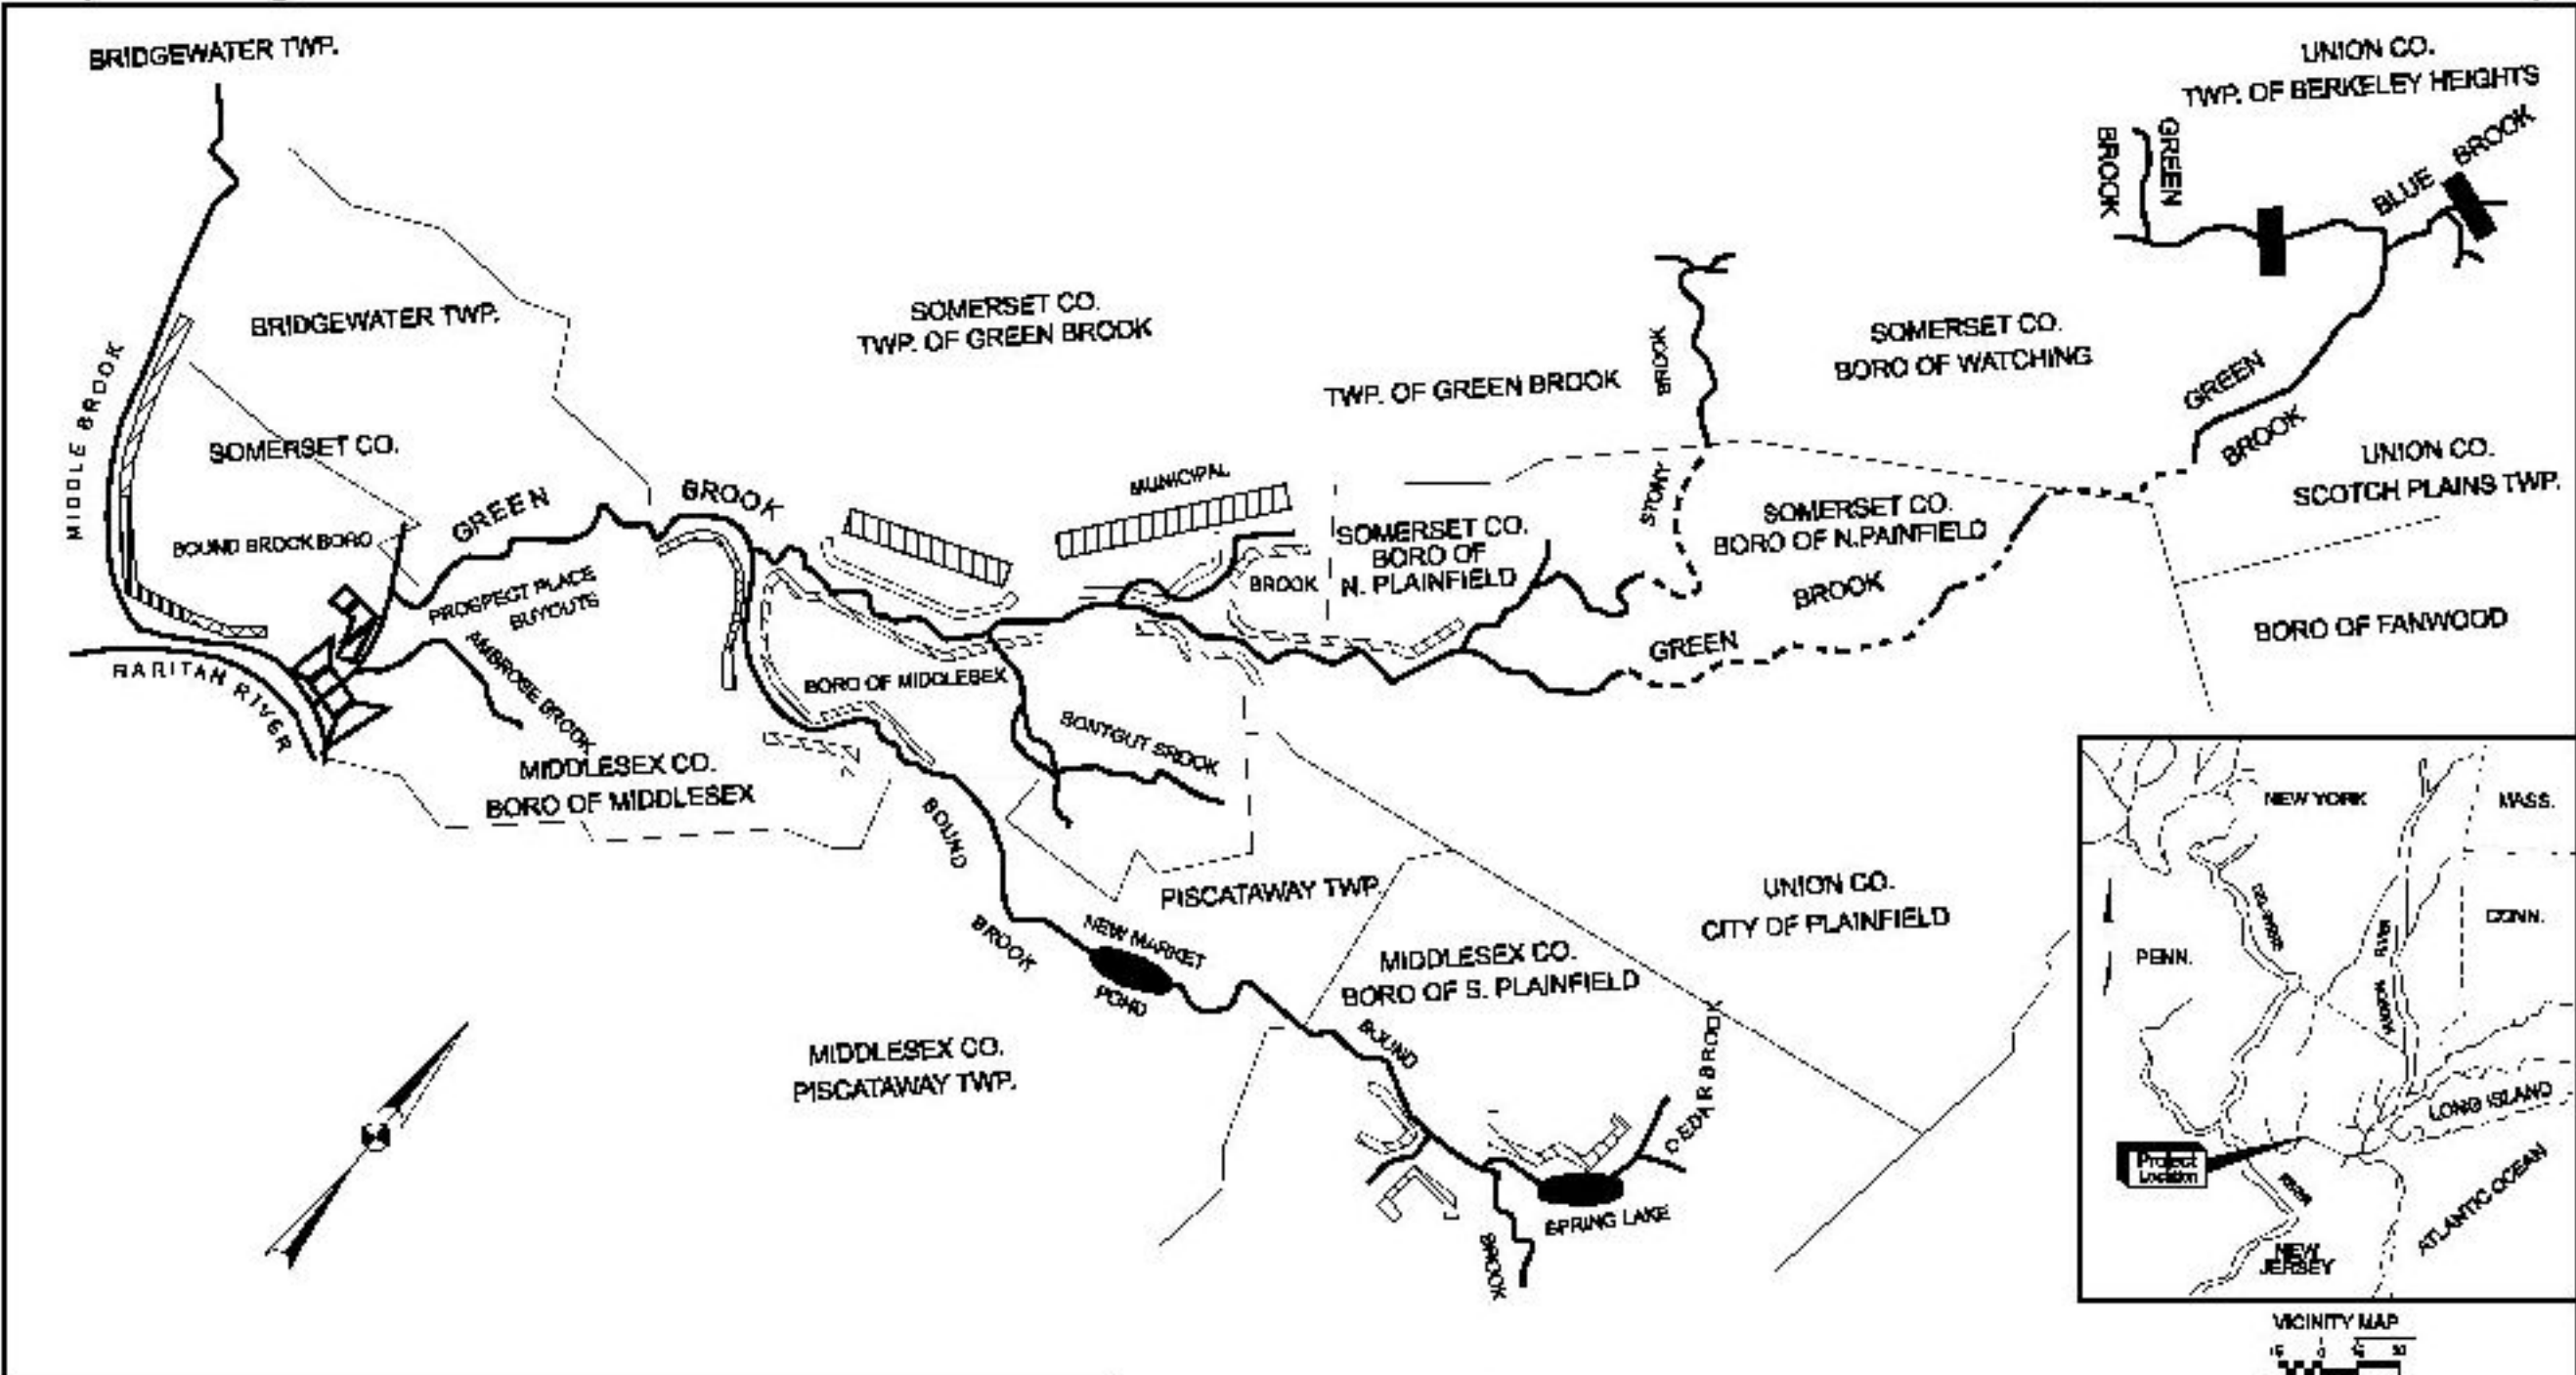 BRIDGEWATER TWP.
UNION CO.
TWP. OF BERKELEY HEIGHTS
GREEN
BROOK
BLUE BROOK
BRIDGEWATER TWP.
SOMERSET CO.
TWP. OF GREEN BROOK
TWP. OF GREEN BROOK
STONY BROOK
SOMERSET CO.
BORO OF WATCHING
GREEN
BROOK
UNION CO.
SCOTCH PLAINS TWP.
MIDDLE BROOK
SOMERSET CO.
BOUND BROOK BORO
GREEN BROOK
MUNICIPAL
BROOK
SOMERSET CO.
BORO OF
N. PLAINFIELD
SOMERSET CO.
BORO OF N.PAINFIELD
GREEN BROOK
BORO OF FANWOOD
PROSPECT PLACE
BUYOUTS
AMBROSE BROOK
RARITAN RIVER
BORO OF MIDDLESEX
MIDDLESEX CO.
BORO OF MIDDLESEX
BOUND
BROOK
PISCATAWAY TWP.
NEW MARKET
POND
UNION CO.
CITY OF PLAINFIELD
MIDDLESEX CO.
BORO OF S. PLAINFIELD
MIDDLESEX CO.
PISCATAWAY TWP.
BOUND
BROOK
CEDAR BROOK
SPRING LAKE
NEW YORK
MASS.
CONN.
PENN.
RIVER
LONG ISLAND
Project
Location
RIVER
NEW
JERSEY
ATLANTIC OCEAN
VICINITY MAP